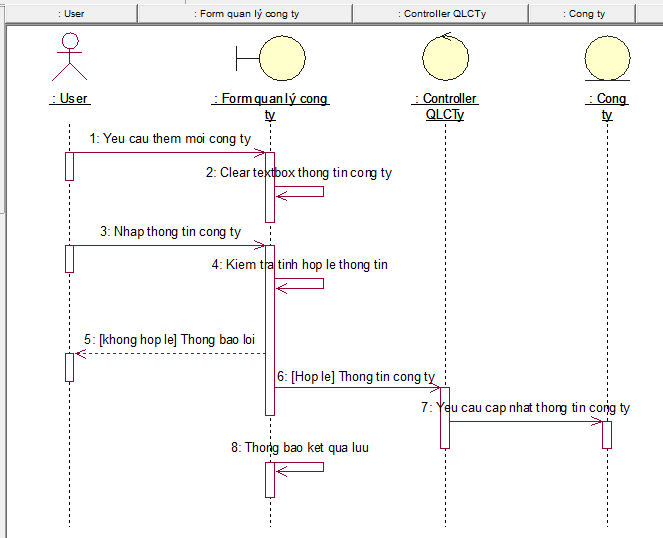 : User
: Form quan lý cong ty
: Controller QLCTy
: Cong ty
: User
: Form quan lý cong
ty
: Controller
QLCTy
: Cong
ty
1: Yeu cau them moi cong ty
2: Clear textbox thong tin cong ty
3: Nhap thong tin cong ty
4: Kiem tra tinh hop le thong tin
5: [khong hop le] Thong bao loi
6: [Hop le] Thong tin cong ty
7: Yeu cau cap nhat thong tin cong ty
8: Thong bao ket qua luu